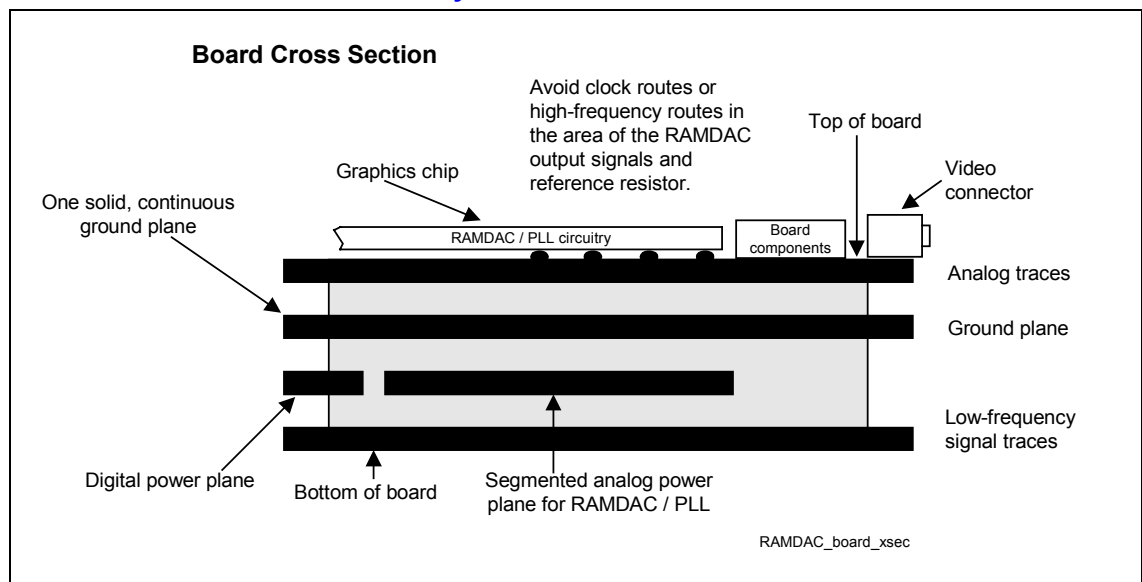 Board Cross Section
Avoid clock routes or
high-frequency routes in
the area of the RAMDAC
output signals and
reference resistor.
Top of board
Graphics chip
Video
connector
One solid, continuous
ground plane
RAMDAC / PLL circuitry
Board
components
Analog traces
Ground plane
Low-frequency
signal traces
Digital power plane
Bottom of board
Segmented analog power
plane for RAMDAC / PLL
RAMDAC_board_xsec